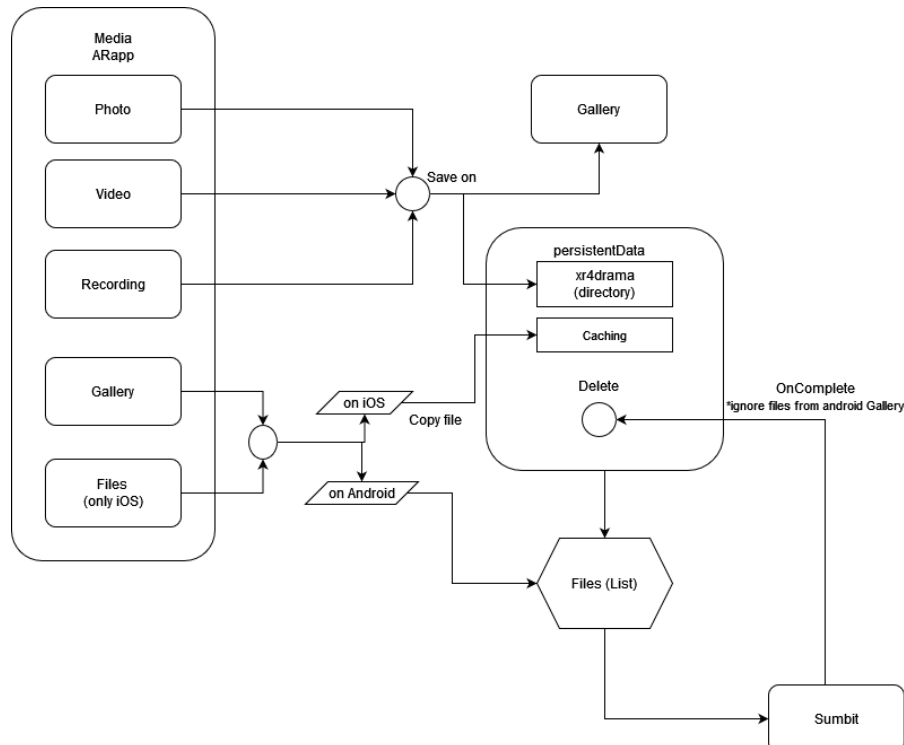 Media
ARapp
Photo
Gallery
Save on
Video
persistentData
xr4drama
(directory)
Recording
Caching
Gallery
on iOS
Copy file
Delete
OnComplete
*ignore files from android Gallery
Files
(only iOS)
on Android
Files (List)
Sumbit